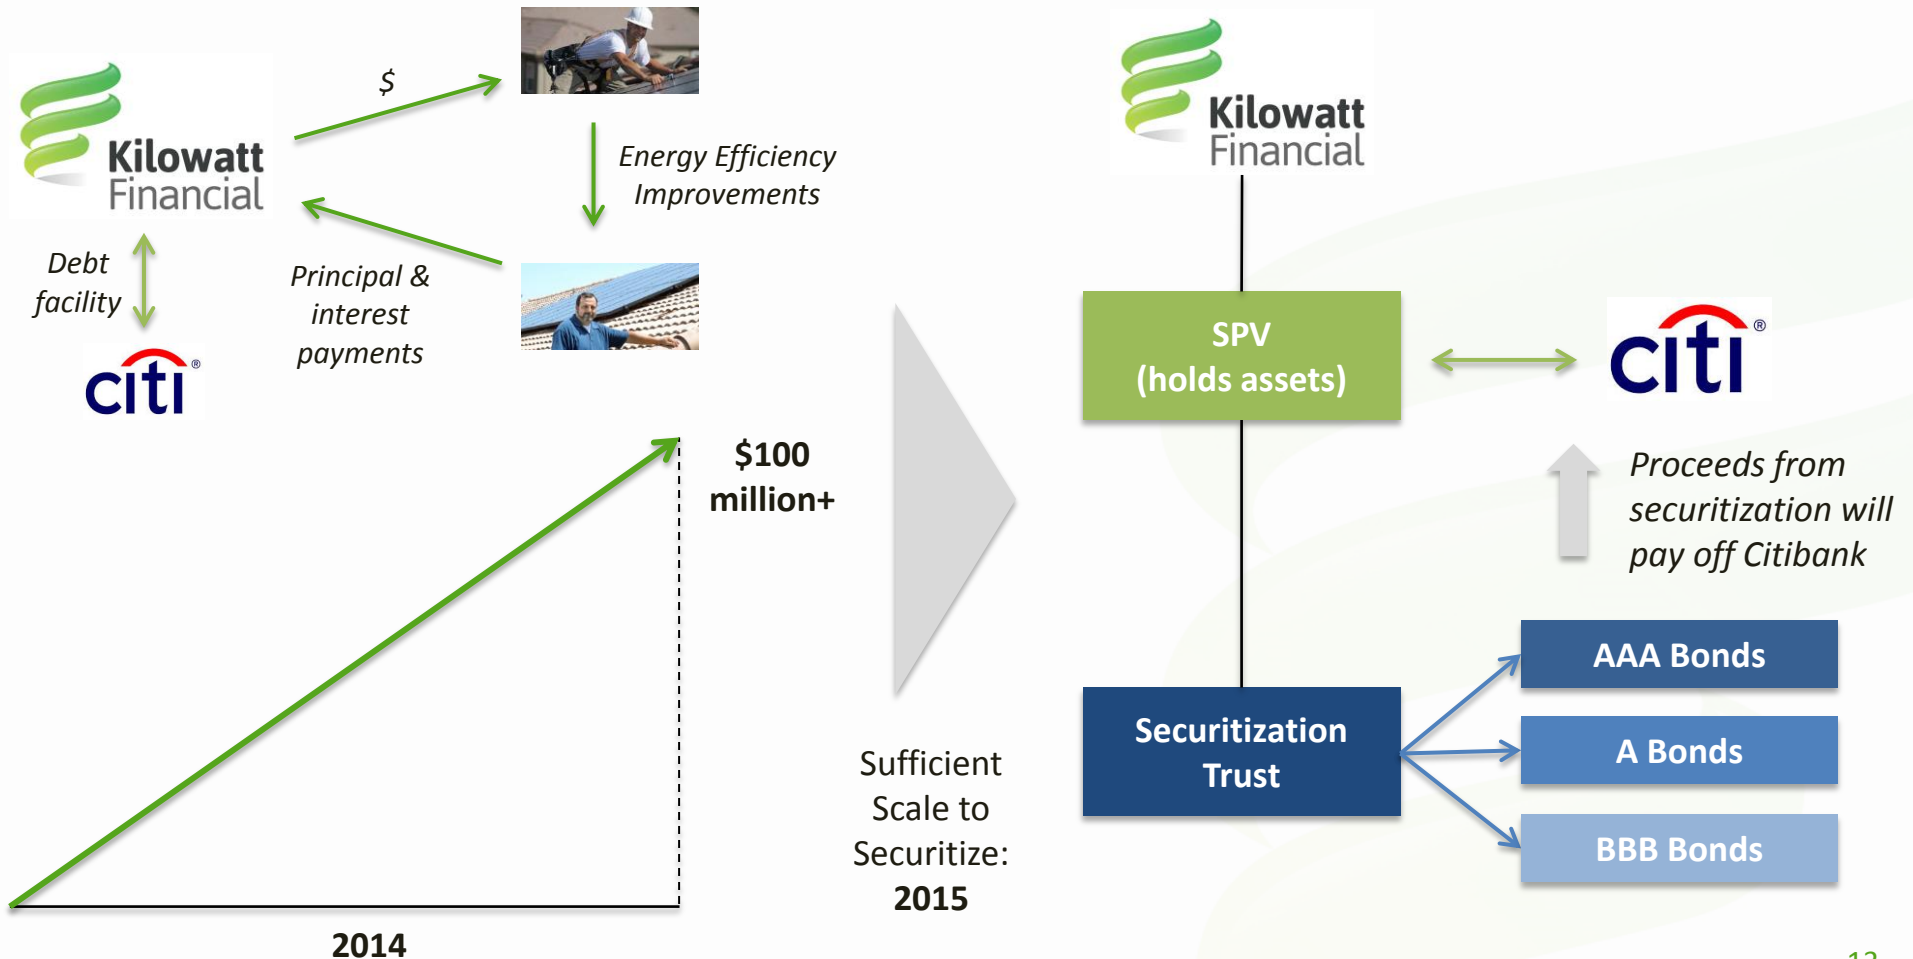 Kilowatt
Financial
$
Energy Efficiency
Improvements
Debt
facility
Principal &
interest
payments
citi®
$100
million+
2014
Sufficient
Scale to
Securitize:
2015
Kilowatt
Financial
SPV
(holds assets)
citi®
Proceeds from
securitization will
pay off Citibank
Securitization
Trust
AAA Bonds
A Bonds
BBB Bonds